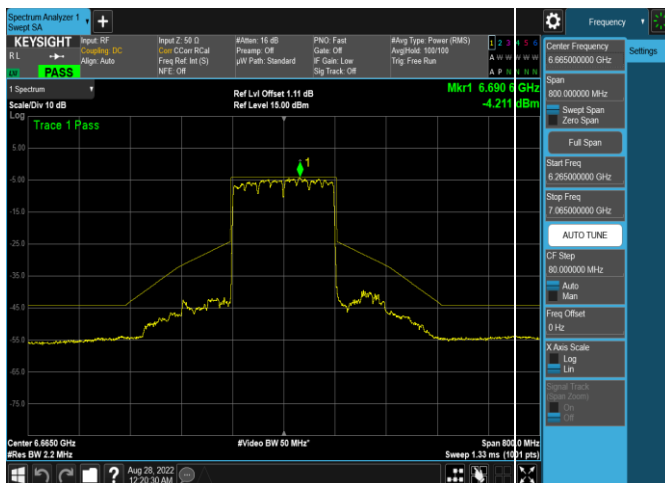 Spectrum Analyzer 1
Swept SA
Frequency
KEYSIGHT
RL
LW
PASS
Input: RF
Coupling: DC
Align: Auto
Input Z: 50 Ω
Corr CCorr RCal
Freq Ref: Int (S)
NFE: Off
#Atten: 16 dB
Preamp: Off
µW Path: Standard
PNO: Fast
Gate: Off
IF Gain: Low
Sig Track: Off
#Avg Type: Power (RMS)
Avg|Hold: 100/100
Trig: Free Run
1 2 3 4 5 6
A W W W W W
A P N N N N
Settings
1 Spectrum
Scale/Div 10 dB
Log
Ref Lvl Offset 1.11 dB
Ref Level 15.00 dBm
Mkr1 6.690 6 GHz
-4.211 dBm
Trace 1 Pass
1
5.00
-5.00
-15.0
-25.0
-35.0
-45.0
-55.0
-65.0
-75.0
Center 6.6650 GHz
#Res BW 2.2 MHz
#Video BW 50 MHz*
Span 800.0 MHz
Sweep 1.33 ms (1001 pts)
Center Frequency
6.665000000 GHz
Span
800.000000 MHz
Swept Span
Zero Span
Full Span
Start Freq
6.265000000 GHz
Stop Freq
7.065000000 GHz
AUTO TUNE
CF Step
80.000000 MHz
Auto
Man
Freq Offset
0 Hz
X Axis Scale
Log
Lin
Signal Track
(Span Zoom)
On
Off
Aug 28, 2022
12:20:30 AM